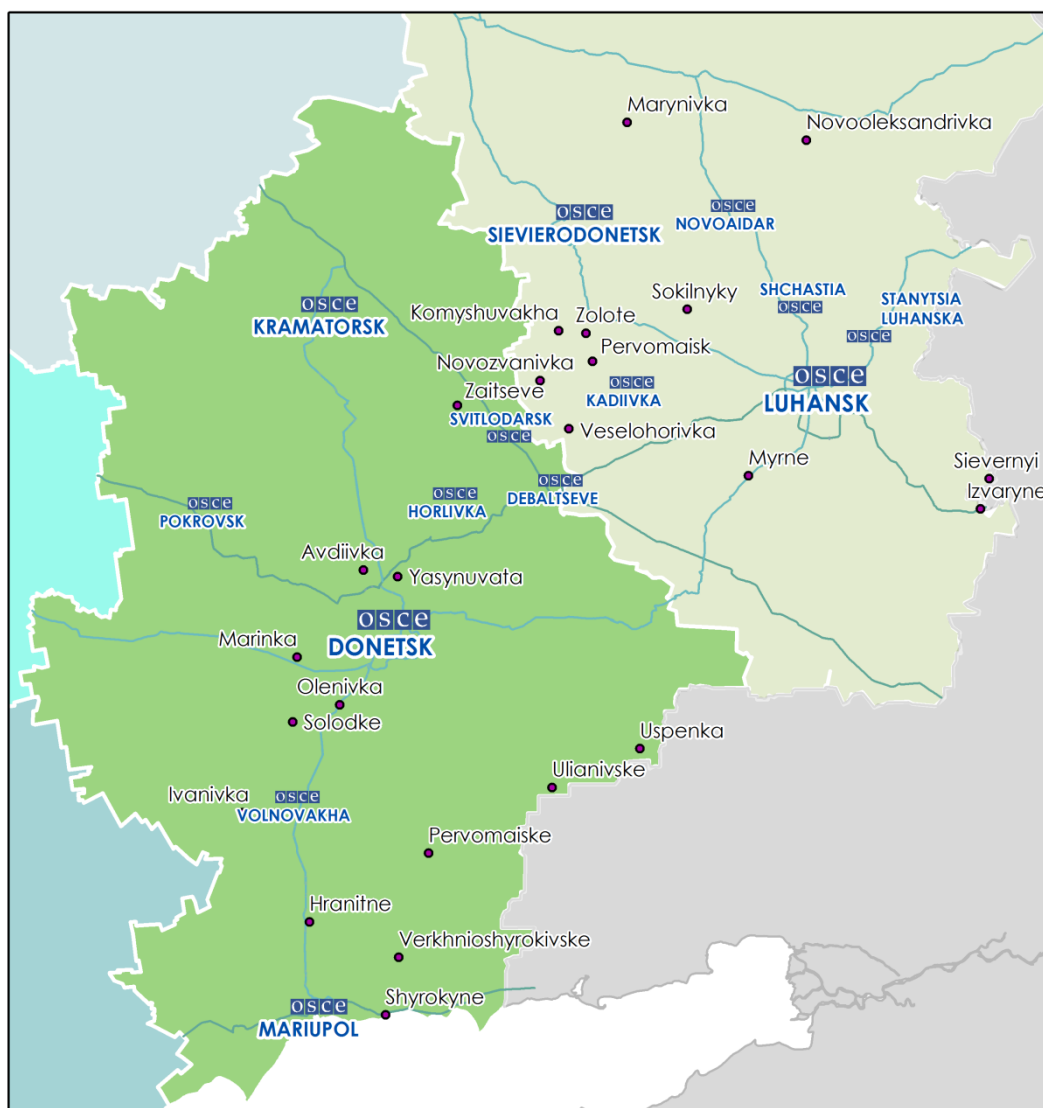 Marynivka
Novooleksandrivka
osce
SIEVIERODONETSK
osce
NOVOAIDAR
osce
KRAMATORSK
Sokilnyky
SHCHASTIA
osce
STANYTSIA
LUHANSKA
osce
Komyshuvakha
Zolote
Pervomaisk
Novozvanivka
osce
KADIIVKA
osce
LUHANSK
Zaitseve
SVITLODARSK
osce
Veselohorivka
Myrne
Sievernyi
Izvaryne
osce
POKROVSK
osce
HORLIVKA
osce
DEBALTSEVE
Avdiivka
Yasynuvata
osce
DONETSK
Marinka
Olenivka
Solodke
Uspenka
Ulianivske
Ivanivka
osce
VOLNOVAKHA
Pervomaiske
Hranitne
Verkhnioshyrokivske
Shyrokyne
osce
MARIUPOL